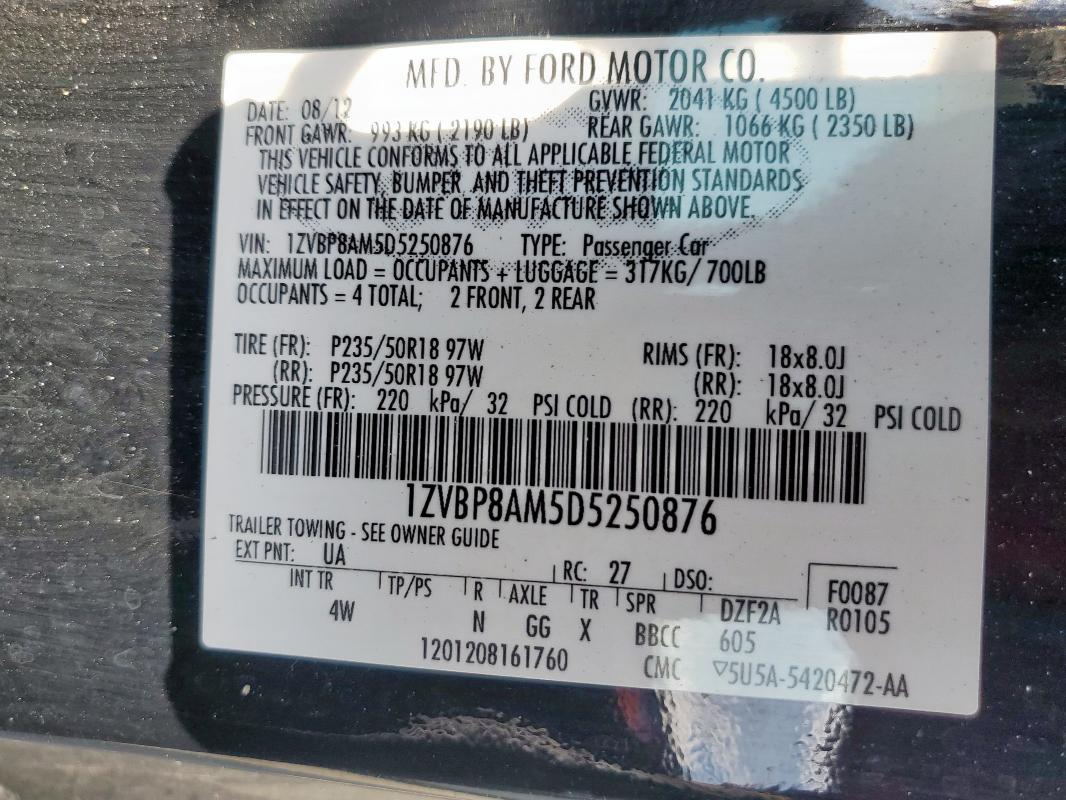 MFD. BY FORD MOTOR CO.
DATE: 08/12 GVWR: 2041 KG ( 4500 LB)
FRONT GAWR: 993 KG ( 2190 LB) REAR GAWR: 1066 KG ( 2350 LB)
THIS VEHICLE CONFORMS TO ALL APPLICABLE FEDERAL MOTOR
VEHICLE SAFETY, BUMPER, AND THEFT PREVENTION STANDARDS
IN EFFECT ON THE DATE OF MANUFACTURE SHOWN ABOVE.
VIN: 1ZVBP8AM5D5250876 TYPE: Passenger Car
MAXIMUM LOAD = OCCUPANTS + LUGGAGE = 317KG/ 700LB
OCCUPANTS = 4 TOTAL; 2 FRONT, 2 REAR
TIRE (FR): P235/50R18 97W RIMS (FR): 18x8.0J
(RR): P235/50R18 97W (RR): 18x8.0J
PRESSURE (FR): 220 kPa/ 32 PSI COLD (RR): 220 kPa/ 32 PSI COLD
1ZVBP8AM5D5250876
TRAILER TOWING - SEE OWNER GUIDE
EXT PNT: UA RC: 27 DSO: F0087
INT TR TP/PS R AXLE TR SPR DZF2A R0105
4W N GG X BBCC 605
1201208161760 CMC ▽5U5A-5420472-AA